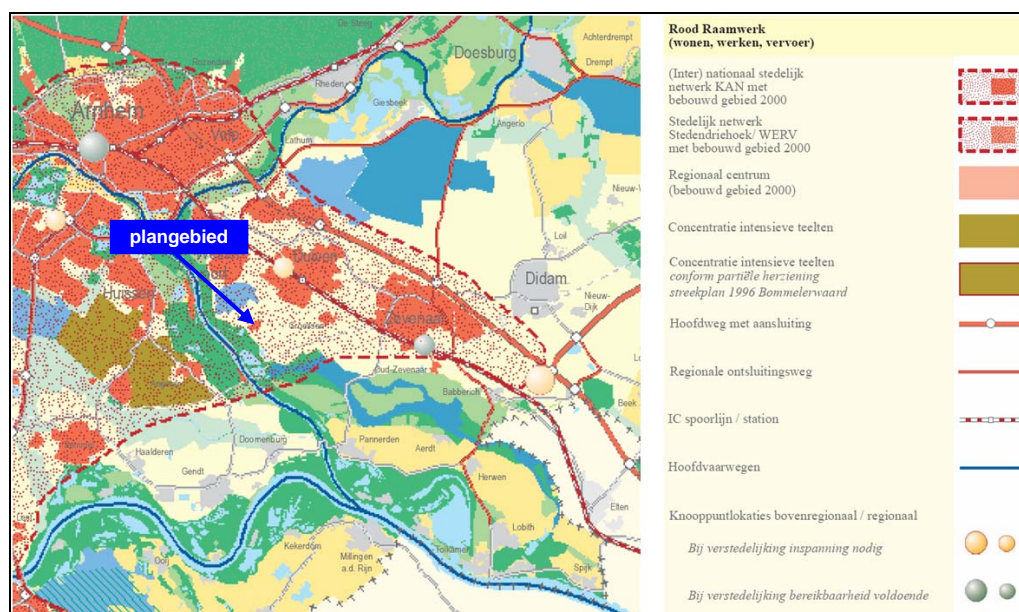 De Steeg
Achterdrempt
Rozendaal
Doesburg
Drempt
Rheden
Arnhem
Giesbeek
Velp
Angerlo
Lathum
Nieuw-W
plangebied
Loil
Duiven
Didam
Huissen
Nieuw-
Dijk
Groessen
Zevenaar
Oud-Zevenaar
Babberich
Beek
Doornenburg
Pannerden
Haalderen
Aerdt
Gendt
Herwen
Elten
Lobith
Kekerdom
Ooij
Millingen
a.d. Rijn
Tolkamer
Spijk
Rood Raamwerk
(wonen, werken, vervoer)
(Inter) nationaal stedelijk
netwerk KAN met
bebouwd gebied 2000
Stedelijk netwerk
Stedendriehoek/ WERV
met bebouwd gebied 2000
Regionaal centrum
(bebouwd gebied 2000)
Concentratie intensieve teelten
Concentratie intensieve teelten
conform partiële herziening
streekplan 1996 Bommelerwaard
Hoofdweg met aansluiting
Regionale ontsluitingsweg
IC spoorlijn / station
Hoofdvaarwegen
Knooppuntlokaties bovenregionaal / regionaal
Bij verstedelijking inspanning nodig
Bij verstedelijking bereikbaarheid voldoende